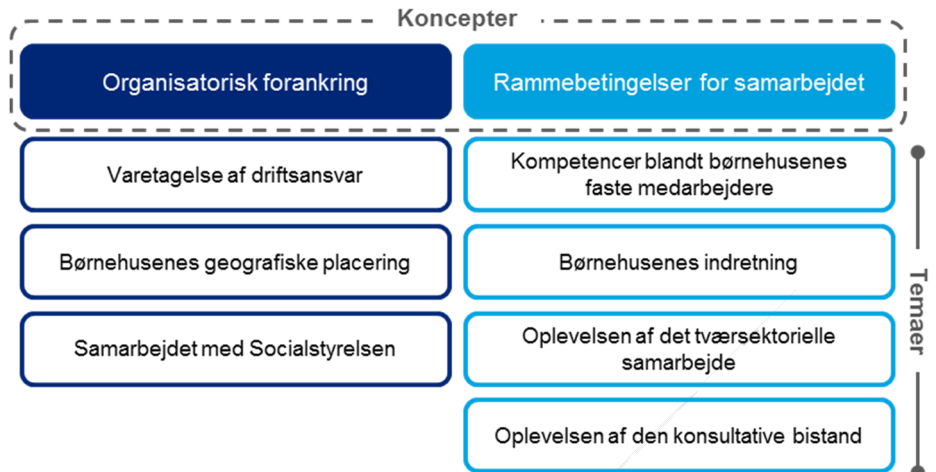 Koncepter
Organisatorisk forankring
Rammebetingelser for samarbejdet
Varetagelse af driftsansvar
Kompetencer blandt børnehusenes
faste medarbejdere
Børnehusenes geografiske placering
Børnehusenes indretning
Samarbejdet med Socialstyrelsen
Oplevelsen af det tværsektorielle
samarbejde
Oplevelsen af den konsultative bistand
Temaer